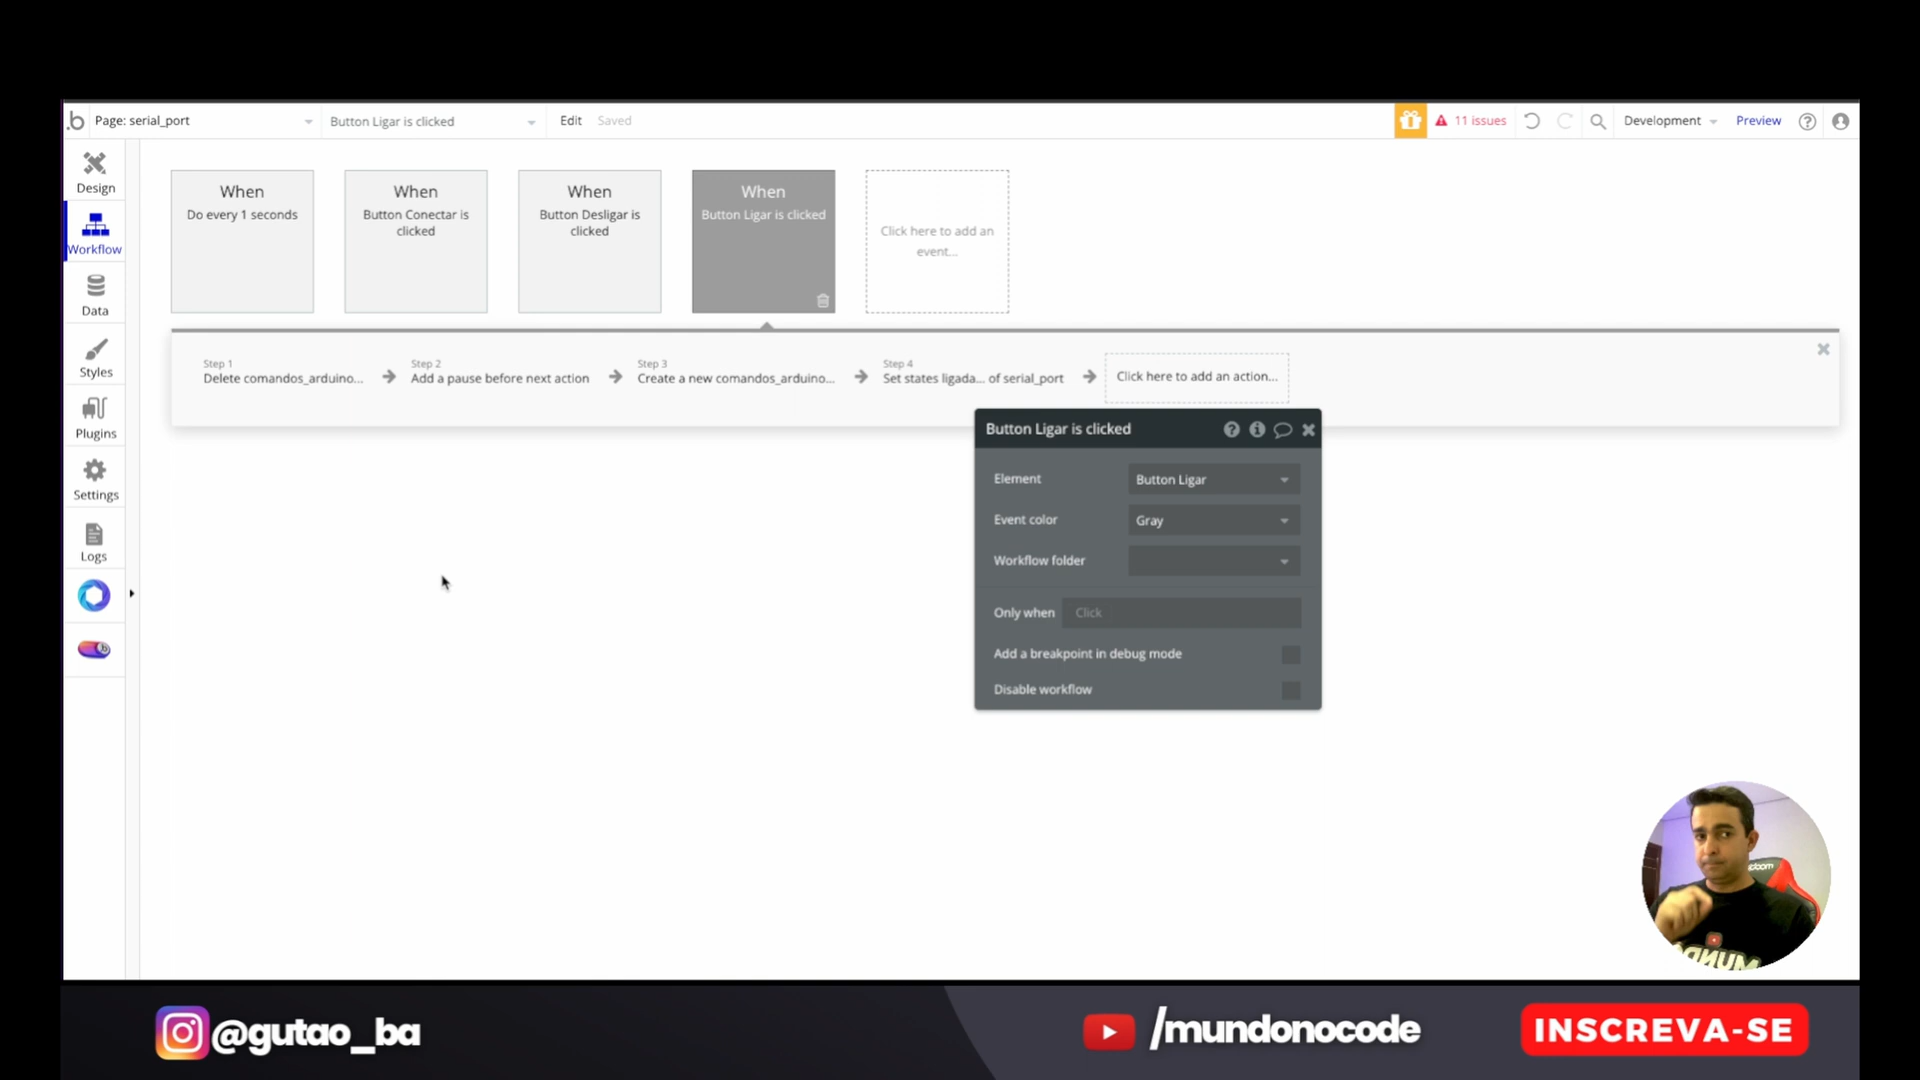 .b Page: serial_port
Button Ligar is clicked
Edit
Saved
11 issues
Development
Preview
Design
Workflow
Data
Styles
Plugins
Settings
Logs
When
Do every 1 seconds
When
Button Conectar is
clicked
When
Button Desligar is
clicked
When
Button Ligar is clicked
Click here to add an
event...
Step 1
Delete comandos_arduino...
Step 2
Add a pause before next action
Step 3
Create a new comandos_arduino...
Step 4
Set states ligada... of serial_port
Click here to add an action...
Button Ligar is clicked
Element
Button Ligar
Event color
Gray
Workflow folder
Only when
Click
Add a breakpoint in debug mode
Disable workflow
@gutao_ba
/mundonocode
INSCREVA-SE